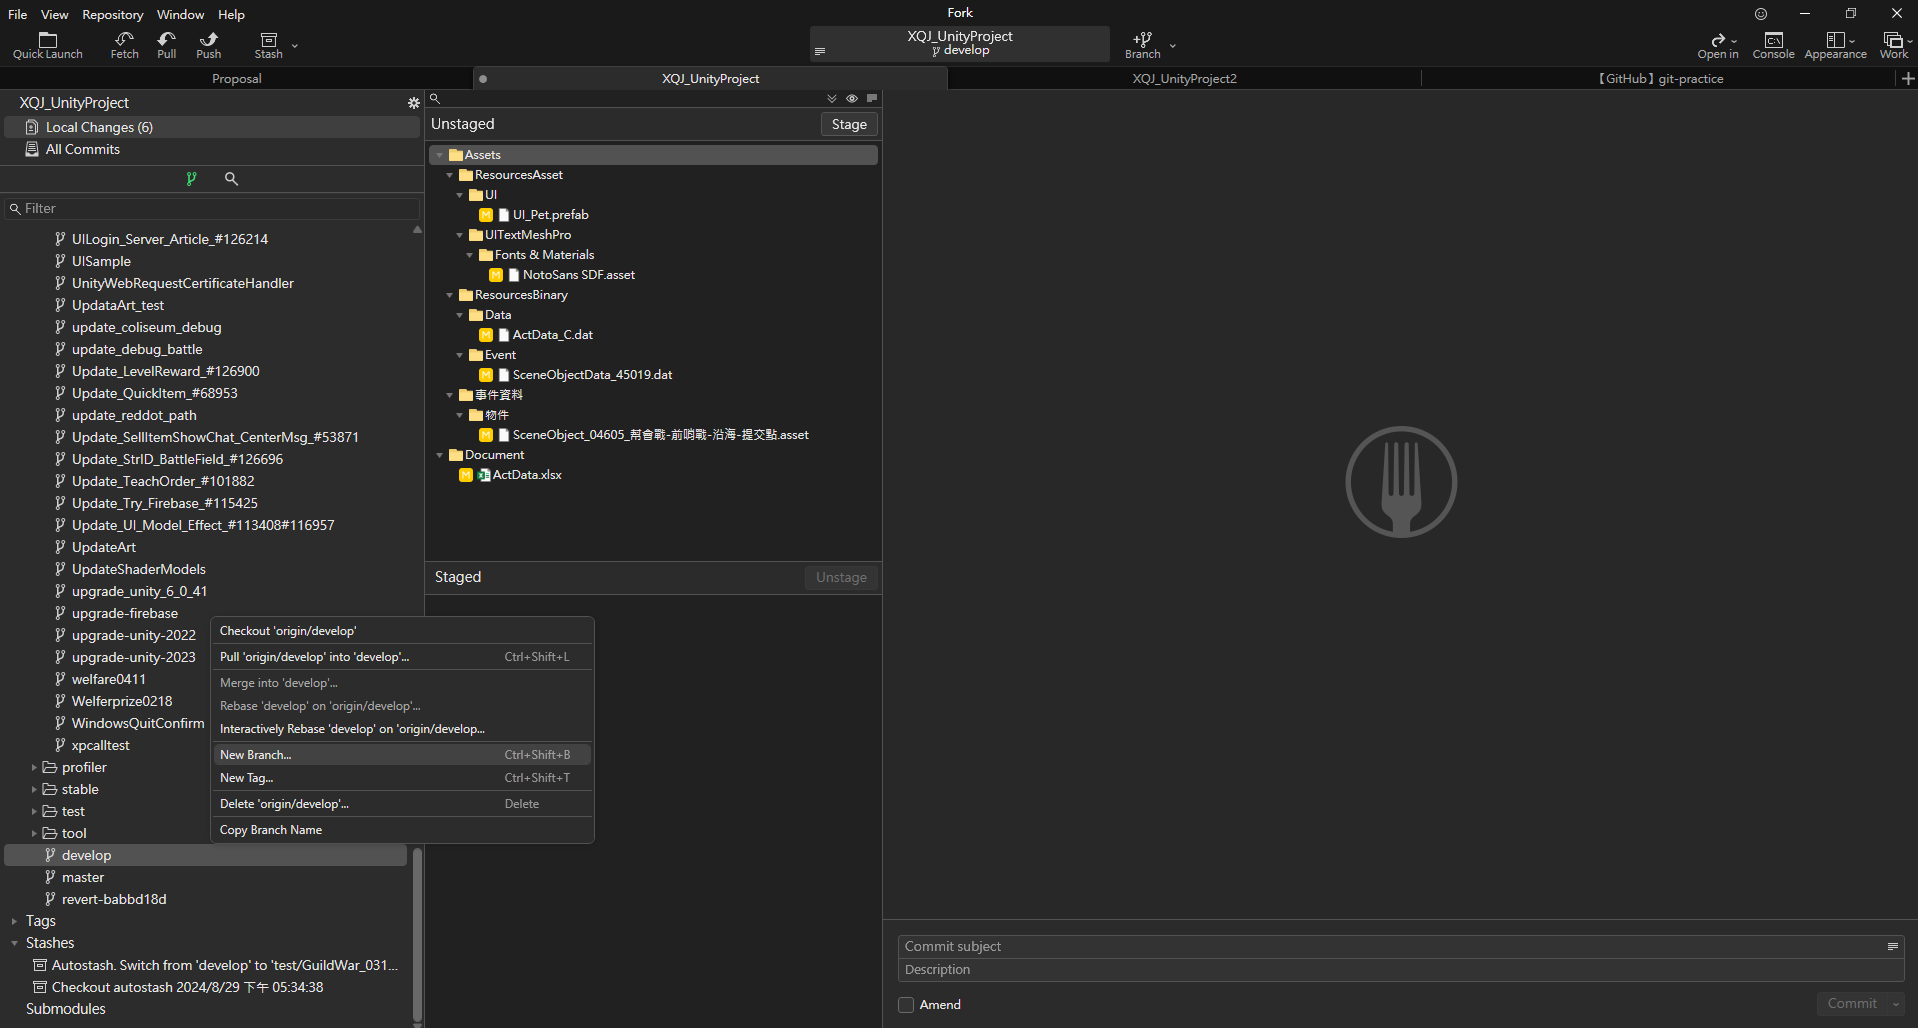 File View Repository Window Help
Fork
Quick Launch Fetch Pull Push Stash
XQJ_UnityProject
develop
Branch
Open in Console Appearance Work
Proposal XQJ_UnityProject XQJ_UnityProject2 【GitHub】git-practice
XQJ_UnityProject
Local Changes (6)
All Commits
Filter
UILogin_Server_Article_#126214
UISample
UnityWebRequestCertificateHandler
UpdataArt_test
update_coliseum_debug
update_debug_battle
Update_LevelReward_#126900
Update_QuickItem_#68953
update_reddot_path
Update_SellItemShowChat_CenterMsg_#53871
Update_StrID_BattleField_#126696
Update_TeachOrder_#101882
Update_Try_Firebase_#115425
Update_UI_Model_Effect_#113408#116957
UpdateArt
UpdateShaderModels
upgrade_unity_6_0_41
upgrade-firebase
upgrade-unity-2022
upgrade-unity-2023
welfare0411
Welferprize0218
WindowsQuitConfirm
xpcalltest
profiler
stable
test
tool
develop
master
revert-babbd18d
Tags
Stashes
Autostash. Switch from 'develop' to 'test/GuildWar_031...
Checkout autostash 2024/8/29 下午 05:34:38
Submodules
Checkout 'origin/develop'
Pull 'origin/develop' into 'develop'... Ctrl+Shift+L
Merge into 'develop'...
Rebase 'develop' on 'origin/develop'...
Interactively Rebase 'develop' on 'origin/develop...
New Branch... Ctrl+Shift+B
New Tag... Ctrl+Shift+T
Delete 'origin/develop'... Delete
Copy Branch Name
Unstaged Stage
Assets
ResourcesAsset
UI
M UI_Pet.prefab
UITextMeshPro
Fonts & Materials
M NotoSans SDF.asset
ResourcesBinary
Data
M ActData_C.dat
Event
M SceneObjectData_45019.dat
事件資料
物件
M SceneObject_04605_幫會戰-前哨戰-沿海-提交點.asset
Document
M ActData.xlsx
Staged Unstage
Commit subject
Description
Amend Commit